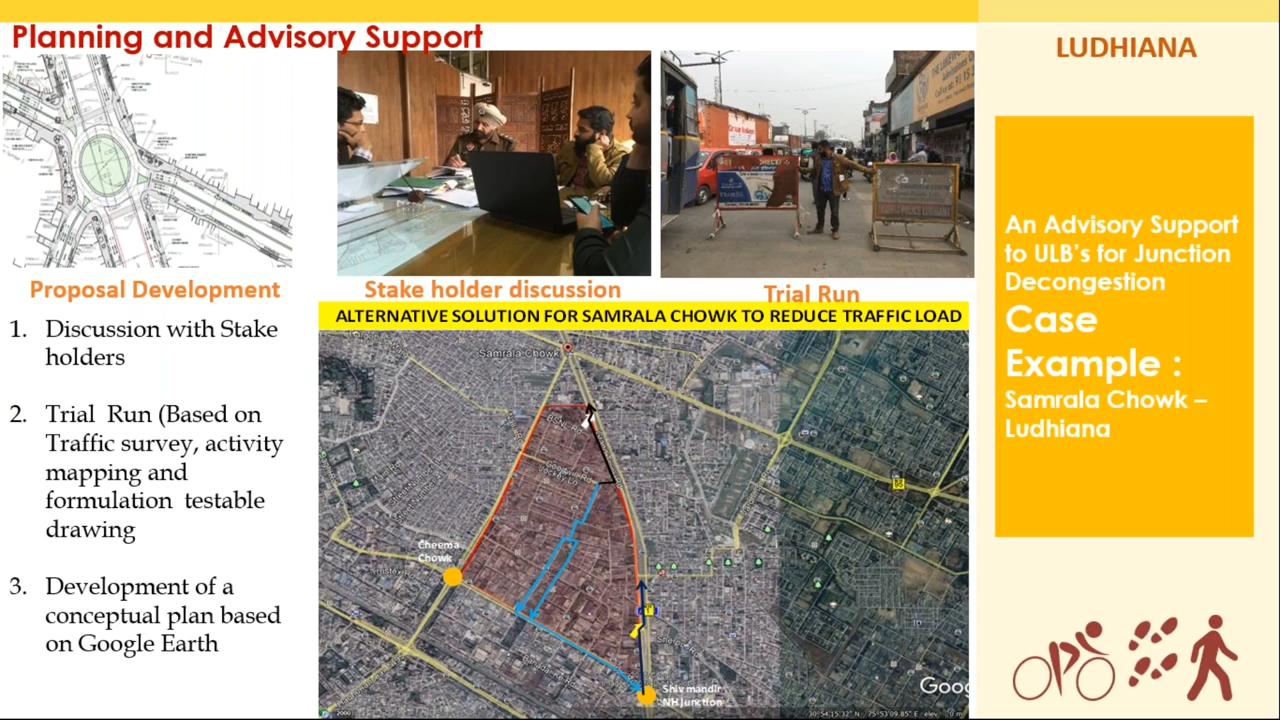 Planning and Advisory Support
LUDHIANA
Proposal Development
Stake holder discussion
Trial Run
1. Discussion with Stake
holders
2. Trial Run (Based on
Traffic survey, activity
mapping and
formulation testable
drawing
3. Development of a
conceptual plan based
on Google Earth
ALTERNATIVE SOLUTION FOR SAMRALA CHOWK TO REDUCE TRAFFIC LOAD
Samrala Chowk
Cheema
Chowk
Shiv mandir
NH Junction
Goog
An Advisory Support
to ULB's for Junction
Decongestion
Case
Example :
Samrala Chowk –
Ludhiana